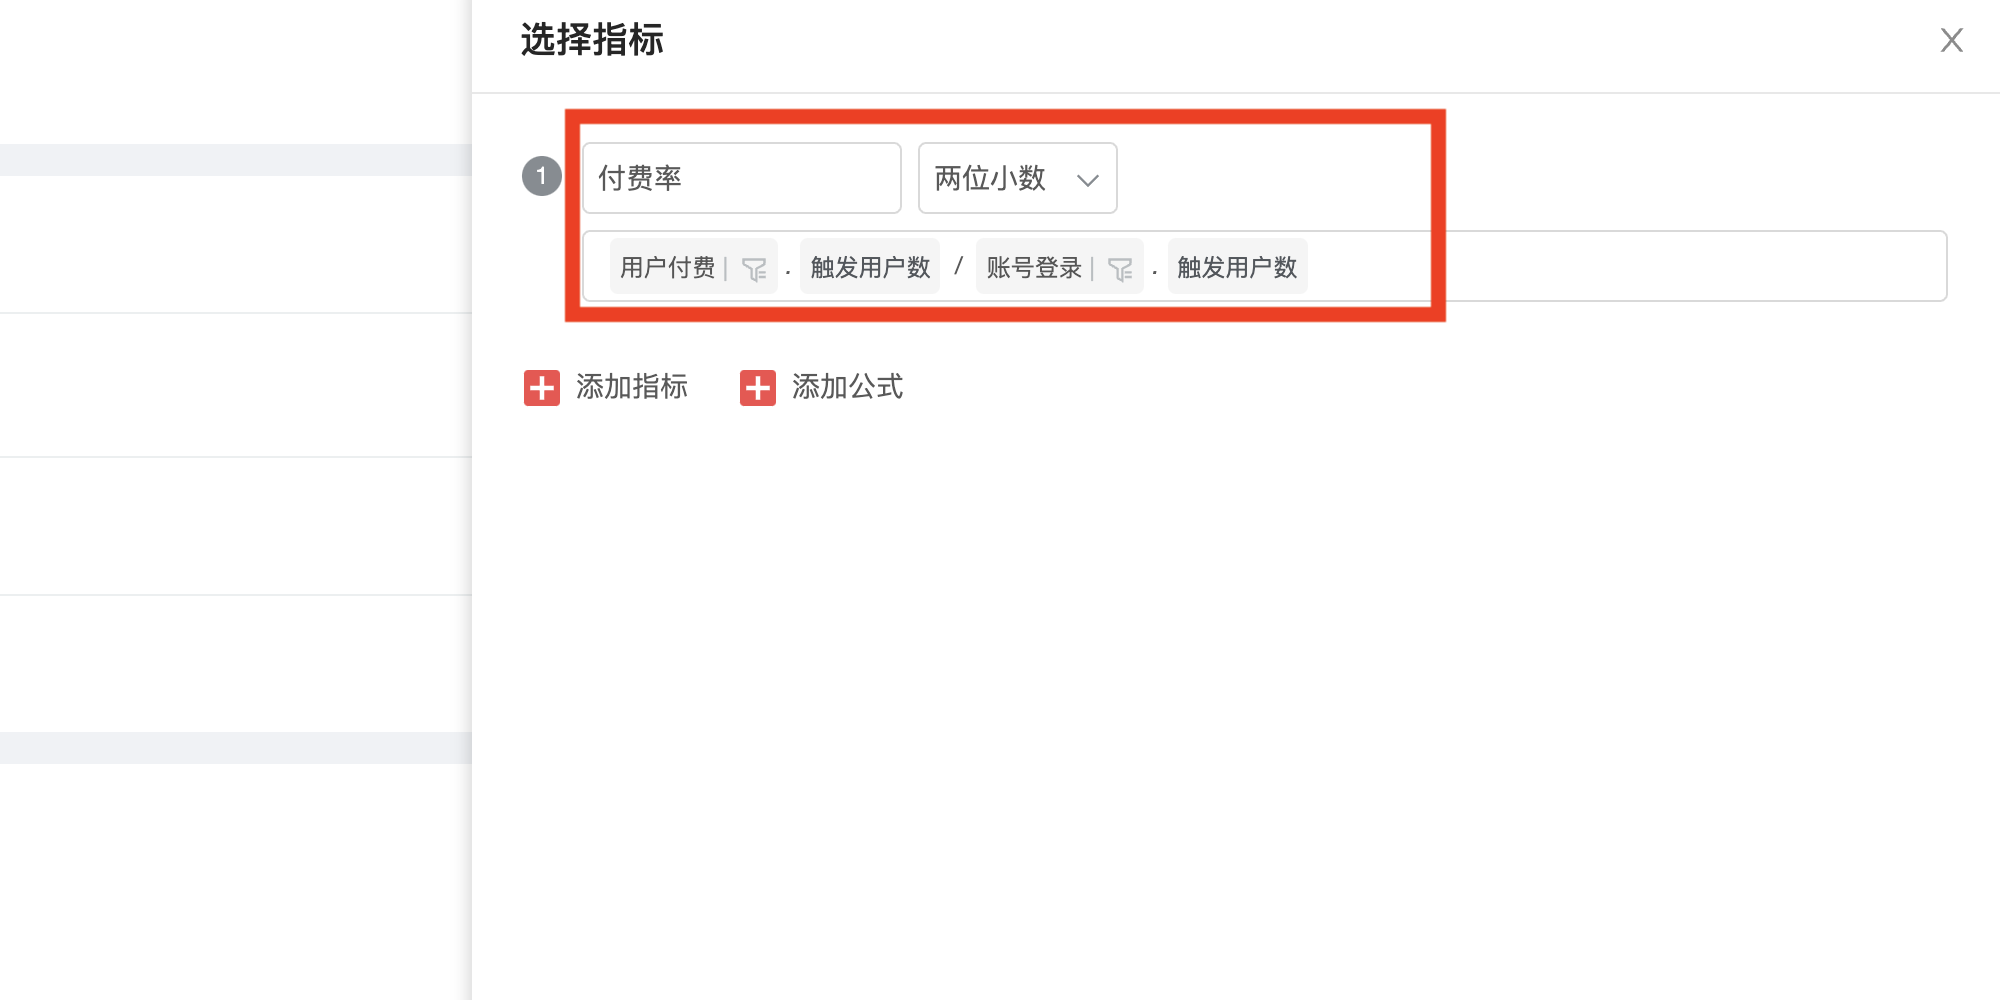 选择指标
1 付费率 两位小数
用户付费 | . 触发用户数 / 账号登录 | . 触发用户数
添加指标 添加公式